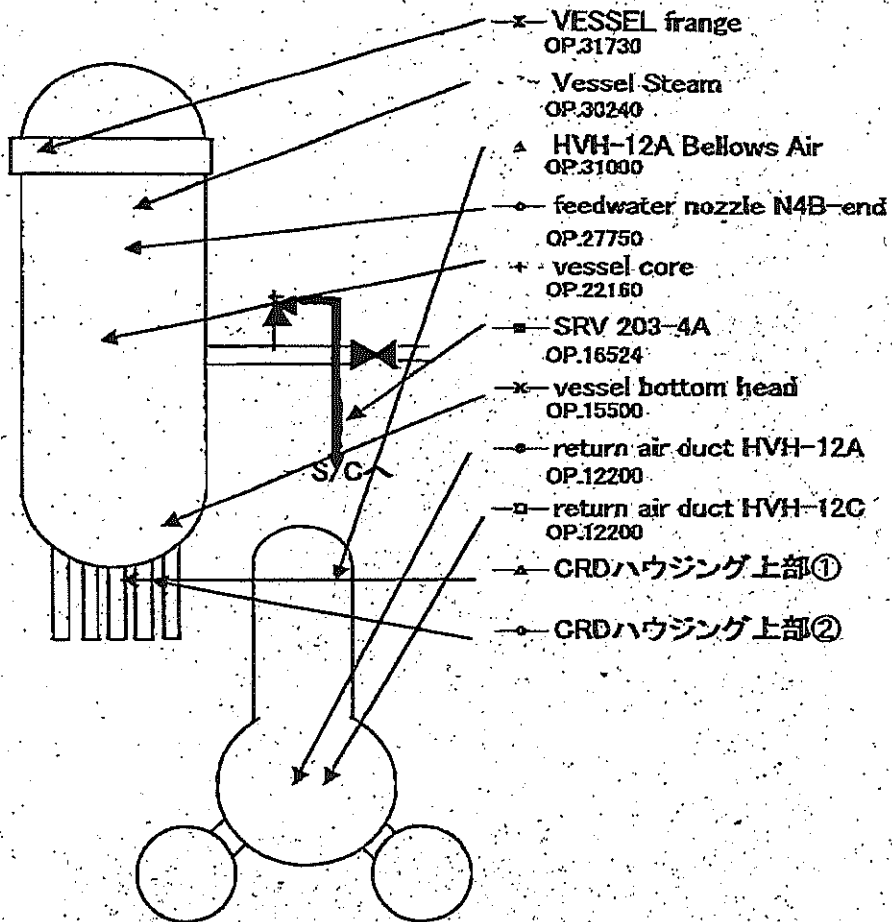 VESSEL frange
OP.31730
Vessel Steam
OP.30240
HVH-12A Bellows Air
OP.31000
feedwater nozzle N4B-end
OP.27750
vessel core
OP.22160
SRV 203-4A
OP.16524
vessel bottom head
OP.15500
S/Cへ
return air duct HVH-12A
OP.12200
return air duct HVH-12C
OP.12200
CRDハウジング上部①
CRDハウジング上部②